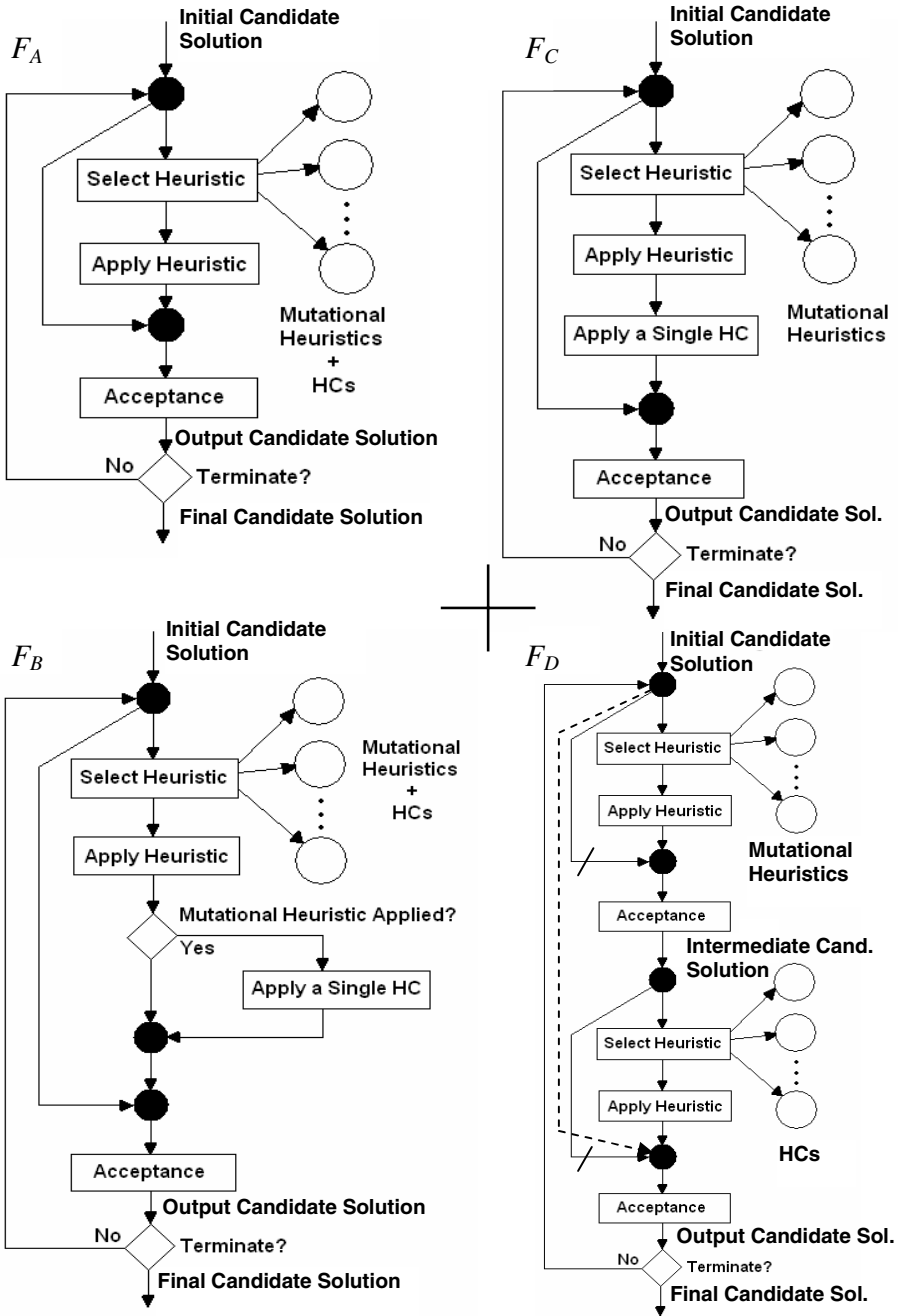 F_A
Initial Candidate
Solution
Select Heuristic
Apply Heuristic
Mutational
Heuristics
+
HCs
Acceptance
Output Candidate Solution
No
Terminate?
Final Candidate Solution
F_C
Initial Candidate
Solution
Select Heuristic
Apply Heuristic
Mutational
Heuristics
Apply a Single HC
Acceptance
Output Candidate Sol.
No
Terminate?
Final Candidate Sol.
F_B
Initial Candidate
Solution
Select Heuristic
Mutational
Heuristics
+
HCs
Apply Heuristic
Mutational Heuristic Applied?
Yes
Apply a Single HC
Acceptance
Output Candidate Solution
No
Terminate?
Final Candidate Solution
F_D
Initial Candidate
Solution
Select Heuristic
Apply Heuristic
Mutational
Heuristics
Acceptance
Intermediate Cand.
Solution
Select Heuristic
Apply Heuristic
HCs
Acceptance
Output Candidate Sol.
No
Terminate?
Final Candidate Sol.